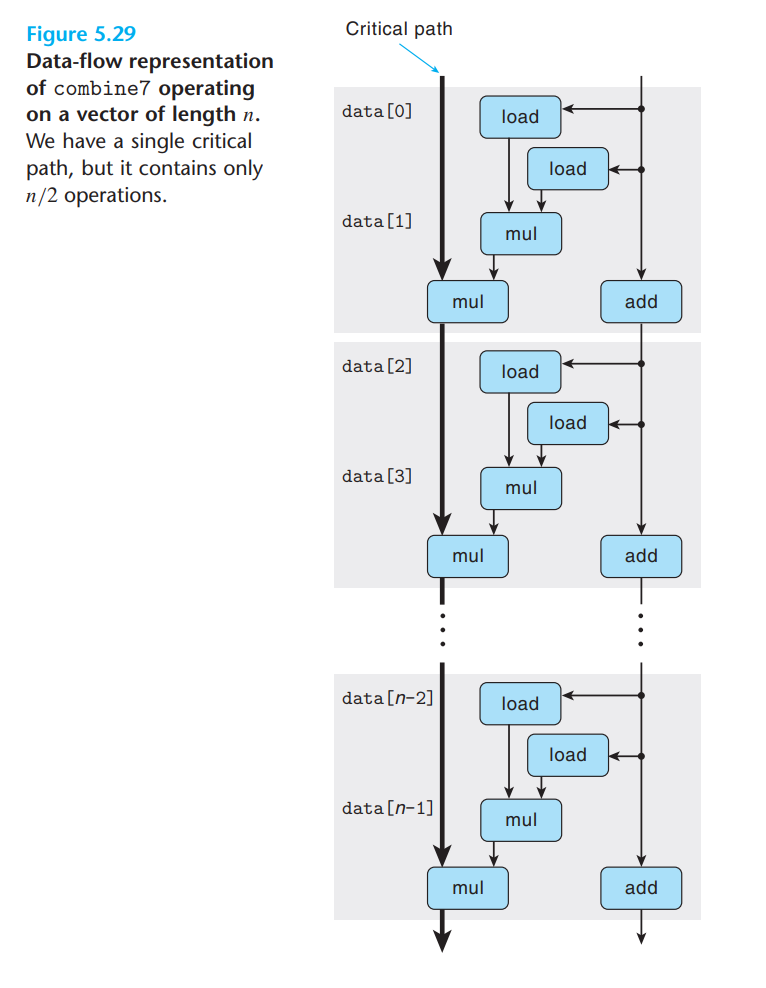 Figure 5.29
Data-flow representation
of combine7 operating
on a vector of length n.
We have a single critical
path, but it contains only
n/2 operations.
Critical path
data[0]
load
load
data[1]
mul
mul
add
data[2]
load
load
data[3]
mul
mul
add
data[n-2]
load
load
data[n-1]
mul
mul
add